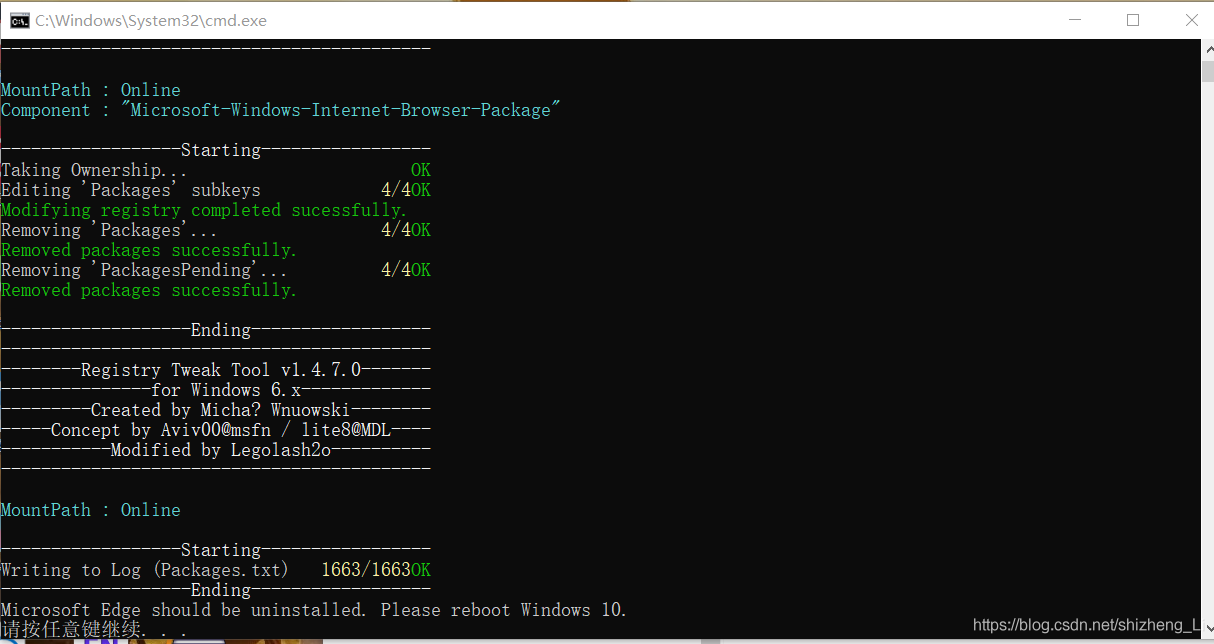 C:\Windows\System32\cmd.exe
-------------------------------------------
MountPath : Online
Component : "Microsoft-Windows-Internet-Browser-Package"
------------------Starting-----------------
Taking Ownership... OK
Editing 'Packages' subkeys 4/4OK
Modifying registry completed sucessfully.
Removing 'Packages'... 4/4OK
Removed packages successfully.
Removing 'PackagesPending'... 4/4OK
Removed packages successfully.
-------------------Ending------------------
-------------------------------------------
--------Registry Tweak Tool v1.4.7.0-------
---------------for Windows 6.x-------------
---------Created by Micha? Wnuowski--------
-----Concept by Aviv00@msfn / lite8@MDL----
-----------Modified by Legolash2o----------
-------------------------------------------
MountPath : Online
------------------Starting-----------------
Writing to Log (Packages.txt) 1663/1663OK
-------------------Ending------------------
Microsoft Edge should be uninstalled. Please reboot Windows 10.
请按任意键继续. . .
https://blog.csdn.net/shizheng_L